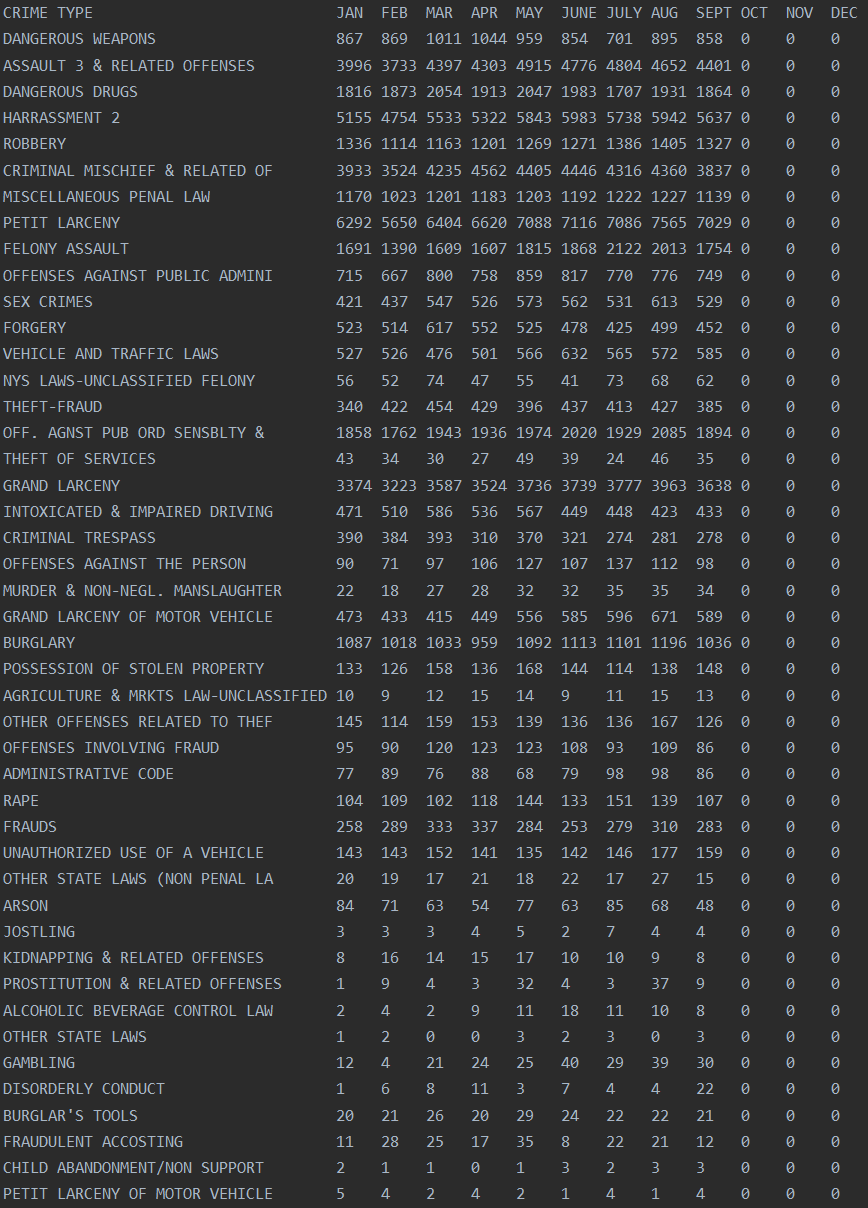 CRIME TYPE JAN FEB MAR APR MAY JUNE JULY AUG SEPT OCT NOV DEC
DANGEROUS WEAPONS 867 869 1011 1044 959 854 701 895 858 0 0 0
ASSAULT 3 & RELATED OFFENSES 3996 3733 4397 4303 4915 4776 4804 4652 4401 0 0 0
DANGEROUS DRUGS 1816 1873 2054 1913 2047 1983 1707 1931 1864 0 0 0
HARRASSMENT 2 5155 4754 5533 5322 5843 5983 5738 5942 5637 0 0 0
ROBBERY 1336 1114 1163 1201 1269 1271 1386 1405 1327 0 0 0
CRIMINAL MISCHIEF & RELATED OF 3933 3524 4235 4562 4405 4446 4316 4360 3837 0 0 0
MISCELLANEOUS PENAL LAW 1170 1023 1201 1183 1203 1192 1222 1227 1139 0 0 0
PETIT LARCENY 6292 5650 6404 6620 7088 7116 7086 7565 7029 0 0 0
FELONY ASSAULT 1691 1390 1609 1607 1815 1868 2122 2013 1754 0 0 0
OFFENSES AGAINST PUBLIC ADMINI 715 667 800 758 859 817 770 776 749 0 0 0
SEX CRIMES 421 437 547 526 573 562 531 613 529 0 0 0
FORGERY 523 514 617 552 525 478 425 499 452 0 0 0
VEHICLE AND TRAFFIC LAWS 527 526 476 501 566 632 565 572 585 0 0 0
NYS LAWS-UNCLASSIFIED FELONY 56 52 74 47 55 41 73 68 62 0 0 0
THEFT-FRAUD 340 422 454 429 396 437 413 427 385 0 0 0
OFF. AGNST PUB ORD SENSBLTY & 1858 1762 1943 1936 1974 2020 1929 2085 1894 0 0 0
THEFT OF SERVICES 43 34 30 27 49 39 24 46 35 0 0 0
GRAND LARCENY 3374 3223 3587 3524 3736 3739 3777 3963 3638 0 0 0
INTOXICATED & IMPAIRED DRIVING 471 510 586 536 567 449 448 423 433 0 0 0
CRIMINAL TRESPASS 390 384 393 310 370 321 274 281 278 0 0 0
OFFENSES AGAINST THE PERSON 90 71 97 106 127 107 137 112 98 0 0 0
MURDER & NON-NEGL. MANSLAUGHTER 22 18 27 28 32 32 35 35 34 0 0 0
GRAND LARCENY OF MOTOR VEHICLE 473 433 415 449 556 585 596 671 589 0 0 0
BURGLARY 1087 1018 1033 959 1092 1113 1101 1196 1036 0 0 0
POSSESSION OF STOLEN PROPERTY 133 126 158 136 168 144 114 138 148 0 0 0
AGRICULTURE & MRKTS LAW-UNCLASSIFIED 10 9 12 15 14 9 11 15 13 0 0 0
OTHER OFFENSES RELATED TO THEF 145 114 159 153 139 136 136 167 126 0 0 0
OFFENSES INVOLVING FRAUD 95 90 120 123 123 108 93 109 86 0 0 0
ADMINISTRATIVE CODE 77 89 76 88 68 79 98 98 86 0 0 0
RAPE 104 109 102 118 144 133 151 139 107 0 0 0
FRAUDS 258 289 333 337 284 253 279 310 283 0 0 0
UNAUTHORIZED USE OF A VEHICLE 143 143 152 141 135 142 146 177 159 0 0 0
OTHER STATE LAWS (NON PENAL LA 20 19 17 21 18 22 17 27 15 0 0 0
ARSON 84 71 63 54 77 63 85 68 48 0 0 0
JOSTLING 3 3 3 4 5 2 7 4 4 0 0 0
KIDNAPPING & RELATED OFFENSES 8 16 14 15 17 10 10 9 8 0 0 0
PROSTITUTION & RELATED OFFENSES 1 9 4 3 32 4 3 37 9 0 0 0
ALCOHOLIC BEVERAGE CONTROL LAW 2 4 2 9 11 18 11 10 8 0 0 0
OTHER STATE LAWS 1 2 0 0 3 2 3 0 3 0 0 0
GAMBLING 12 4 21 24 25 40 29 39 30 0 0 0
DISORDERLY CONDUCT 1 6 8 11 3 7 4 4 22 0 0 0
BURGLAR'S TOOLS 20 21 26 20 29 24 22 22 21 0 0 0
FRAUDULENT ACCOSTING 11 28 25 17 35 8 22 21 12 0 0 0
CHILD ABANDONMENT/NON SUPPORT 2 1 1 0 1 3 2 3 3 0 0 0
PETIT LARCENY OF MOTOR VEHICLE 5 4 2 4 2 1 4 1 4 0 0 0